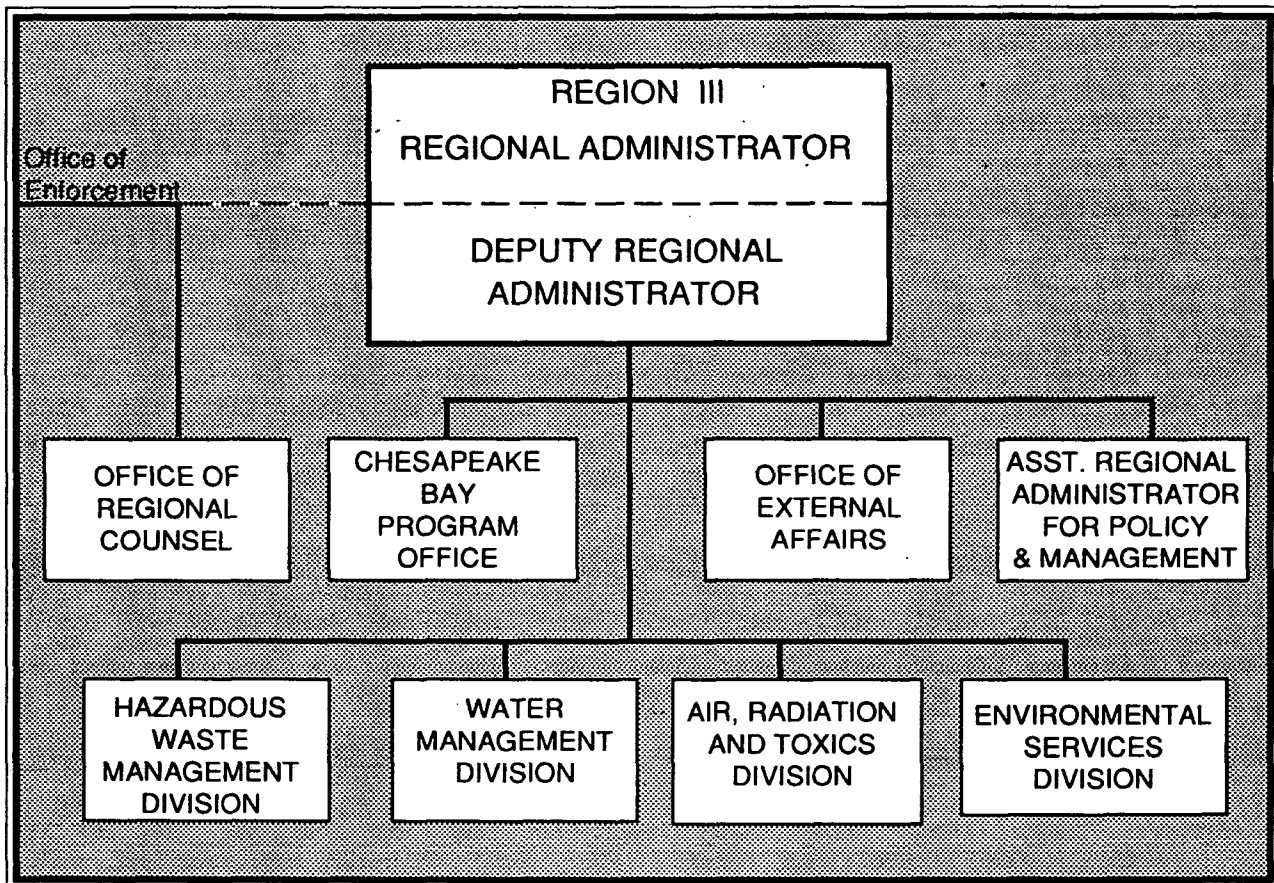 REGION III
REGIONAL ADMINISTRATOR
Office of
Enforcement
DEPUTY REGIONAL
ADMINISTRATOR
OFFICE OF
REGIONAL
COUNSEL
CHESAPEAKE
BAY
PROGRAM
OFFICE
OFFICE OF
EXTERNAL
AFFAIRS
ASST. REGIONAL
ADMINISTRATOR
FOR POLICY
& MANAGEMENT
HAZARDOUS
WASTE
MANAGEMENT
DIVISION
WATER
MANAGEMENT
DIVISION
AIR, RADIATION
AND TOXICS
DIVISION
ENVIRONMENTAL
SERVICES
DIVISION